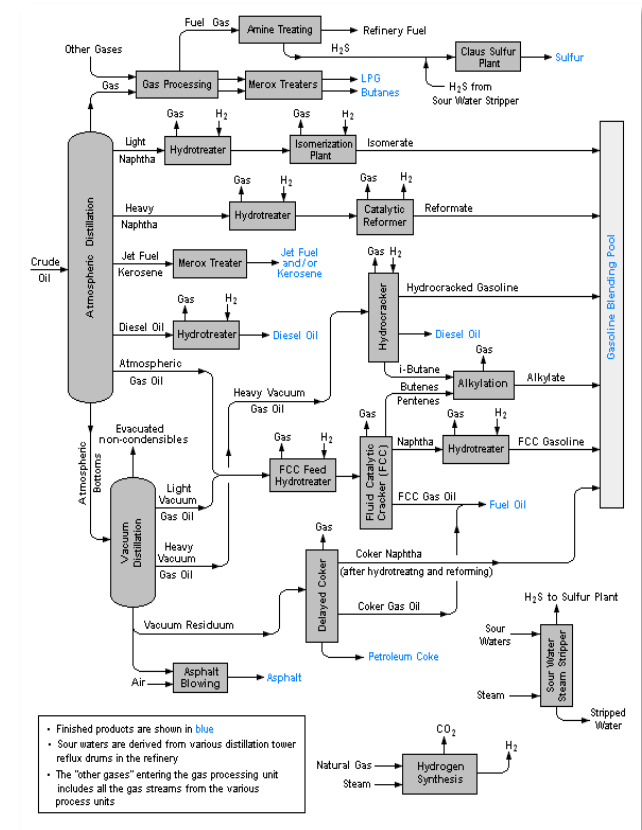 Fuel Gas
Amine Treating
Refinery Fuel
Other Gases
H2S
Claus Sulfur
Plant
Sulfur
Gas
Gas Processing
Merox Treaters
LPG
Butanes
H2S from
Sour Water Stripper
Gas
H2
Gas
H2
Light
Naphtha
Hydrotreater
Isomerization
Plant
Isomerate
Gas
H2
Gas
H2
Heavy
Naphtha
Hydrotreater
Catalytic
Reformer
Reformate
Atmospheric Distillation
Crude
Oil
Jet Fuel
Kerosene
Merox Treater
Jet Fuel
and/or
Kerosene
Gas
H2
Hydrocracker
Hydrocracked Gasoline
Gasoline Blending Pool
Gas
H2
Diesel Oil
Hydrotreater
Diesel Oil
Diesel Oil
Atmospheric
Gas Oil
i-Butane
Gas
Butenes
Pentenes
Alkylation
Alkylate
Heavy Vacuum
Gas Oil
Evacuated
non-condensibles
Atmospheric
Bottoms
Gas
H2
Gas
Gas
H2
FCC Feed
Hydrotreater
Fluid Catalytic
Cracker (FCC)
Naphtha
Hydrotreater
FCC Gasoline
Light
Vacuum
Gas Oil
FCC Gas Oil
Fuel Oil
Vacuum
Distillation
Heavy
Vacuum
Gas Oil
Gas
Delayed Coker
Coker Naphtha
(after hydrotreatng and reforming)
Coker Gas Oil
Vacuum Residuum
Petroleum Coke
Air
Asphalt
Blowing
Asphalt
H2S to Sulfur Plant
Sour
Waters
Sour Water
Steam Stripper
Steam
Stripped
Water
• Finished products are shown in blue
• Sour waters are derived from various distillation tower
reflux drums in the refinery
• The "other gases" entering the gas processing unit
includes all the gas streams from the various
process units
CO2
H2
Natural Gas
Steam
Hydrogen
Synthesis